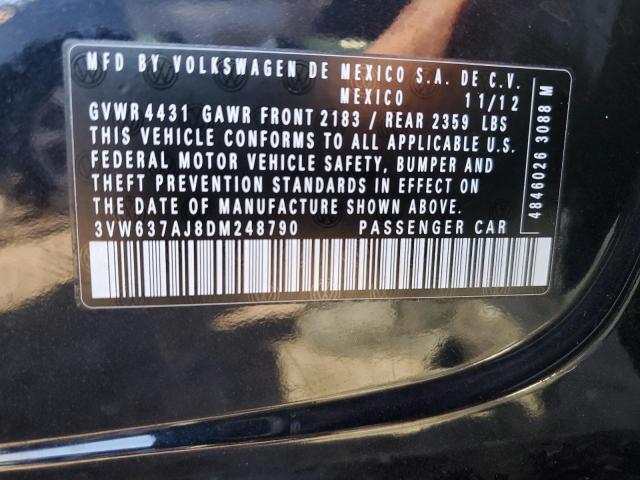 MFD BY VOLKSWAGEN DE MEXICO S.A. DE C.V.
MEXICO 11/12
GVWR 4431 GAWR FRONT 2183 / REAR 2359 LBS
THIS VEHICLE CONFORMS TO ALL APPLICABLE U.S.
FEDERAL MOTOR VEHICLE SAFETY, BUMPER AND
THEFT PREVENTION STANDARDS IN EFFECT ON
THE DATE OF MANUFACTURE SHOWN ABOVE.
3VW637AJ8DM248790 PASSENGER CAR
4846026 3088 M